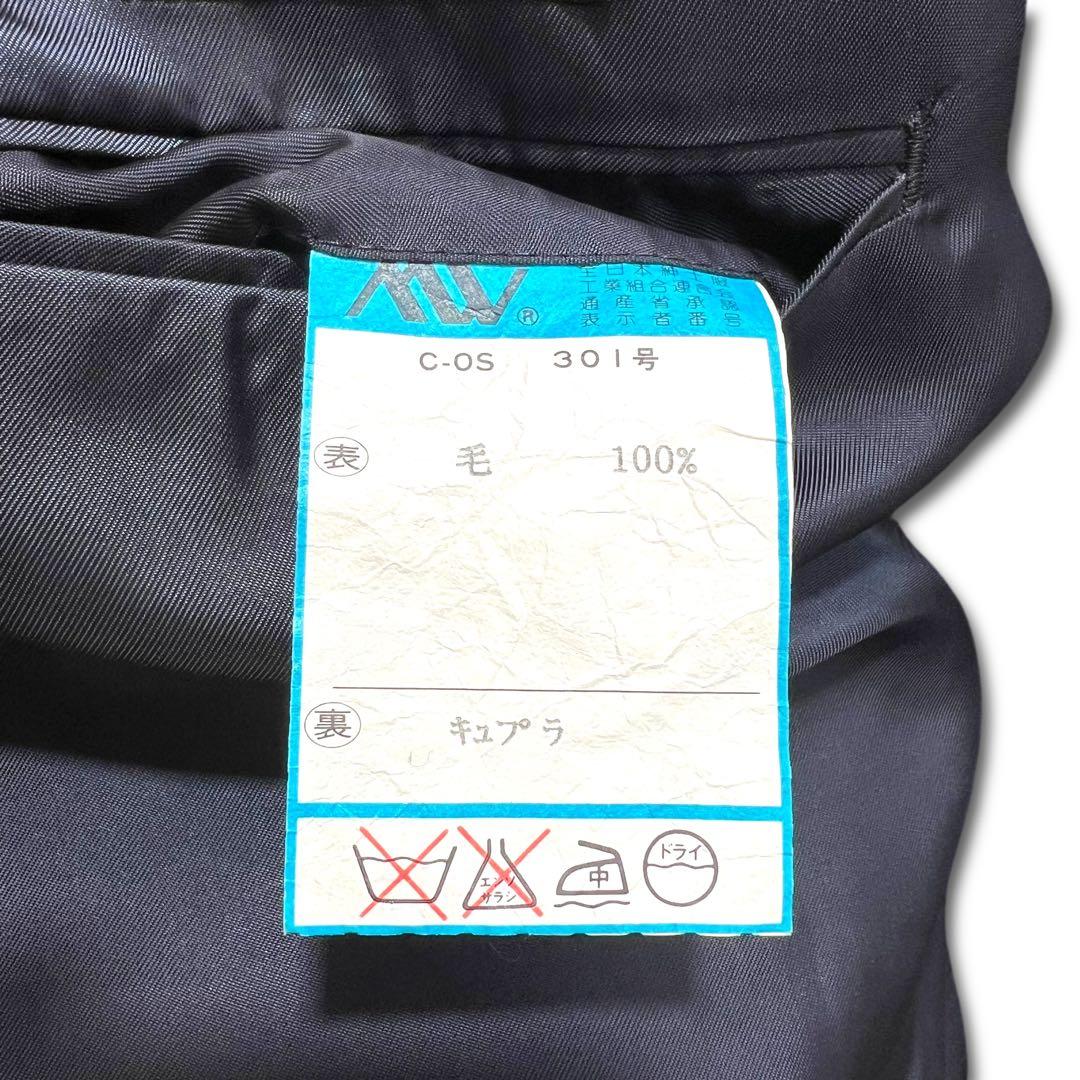 MW®
全日本紳士服
工業組合連合
通産省承認
表示者番号
C-OS 301号
表 毛 100%
裏 キュプラ
エンソ
サラシ
中
ドライ